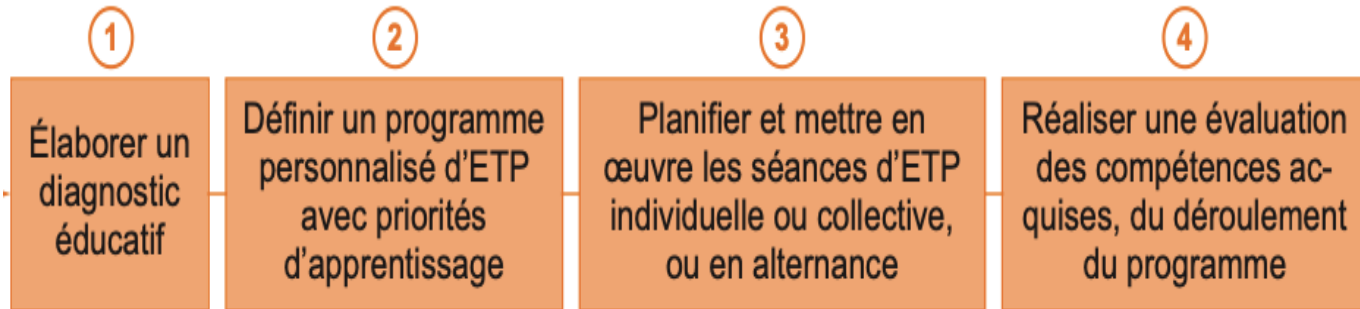 1
Élaborer un
diagnostic
éducatif
2
Définir un programme
personnalisé d’ETP
avec priorités
d’apprentissage
3
Planifier et mettre en
œuvre les séances d’ETP
individuelle ou collective,
ou en alternance
4
Réaliser une évaluation
des compétences ac-
quises, du déroulement
du programme